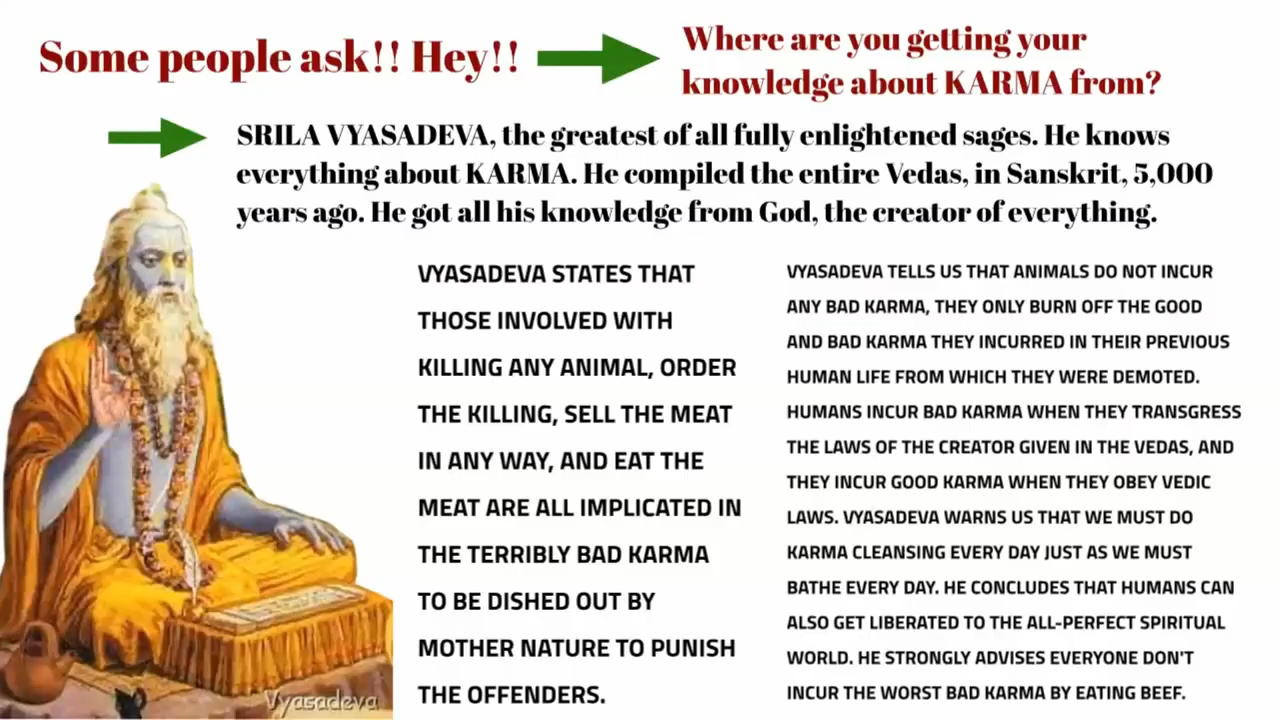 Some people ask!! Hey!!
Where are you getting your
knowledge about KARMA from?
SRILA VYASADEVA, the greatest of all fully enlightened sages. He knows
everything about KARMA. He compiled the entire Vedas, in Sanskrit, 5,000
years ago. He got all his knowledge from God, the creator of everything.
VYASADEVA STATES THAT
THOSE INVOLVED WITH
KILLING ANY ANIMAL, ORDER
THE KILLING, SELL THE MEAT
IN ANY WAY, AND EAT THE
MEAT ARE ALL IMPLICATED IN
THE TERRIBLY BAD KARMA
TO BE DISHED OUT BY
MOTHER NATURE TO PUNISH
THE OFFENDERS.
VYASADEVA TELLS US THAT ANIMALS DO NOT INCUR
ANY BAD KARMA, THEY ONLY BURN OFF THE GOOD
AND BAD KARMA THEY INCURRED IN THEIR PREVIOUS
HUMAN LIFE FROM WHICH THEY WERE DEMOTED.
HUMANS INCUR BAD KARMA WHEN THEY TRANSGRESS
THE LAWS OF THE CREATOR GIVEN IN THE VEDAS, AND
THEY INCUR GOOD KARMA WHEN THEY OBEY VEDIC
LAWS. VYASADEVA WARNS US THAT WE MUST DO
KARMA CLEANSING EVERY DAY JUST AS WE MUST
BATHE EVERY DAY. HE CONCLUDES THAT HUMANS CAN
ALSO GET LIBERATED TO THE ALL-PERFECT SPIRITUAL
WORLD. HE STRONGLY ADVISES EVERYONE DON'T
INCUR THE WORST BAD KARMA BY EATING BEEF.
Vyasadeva